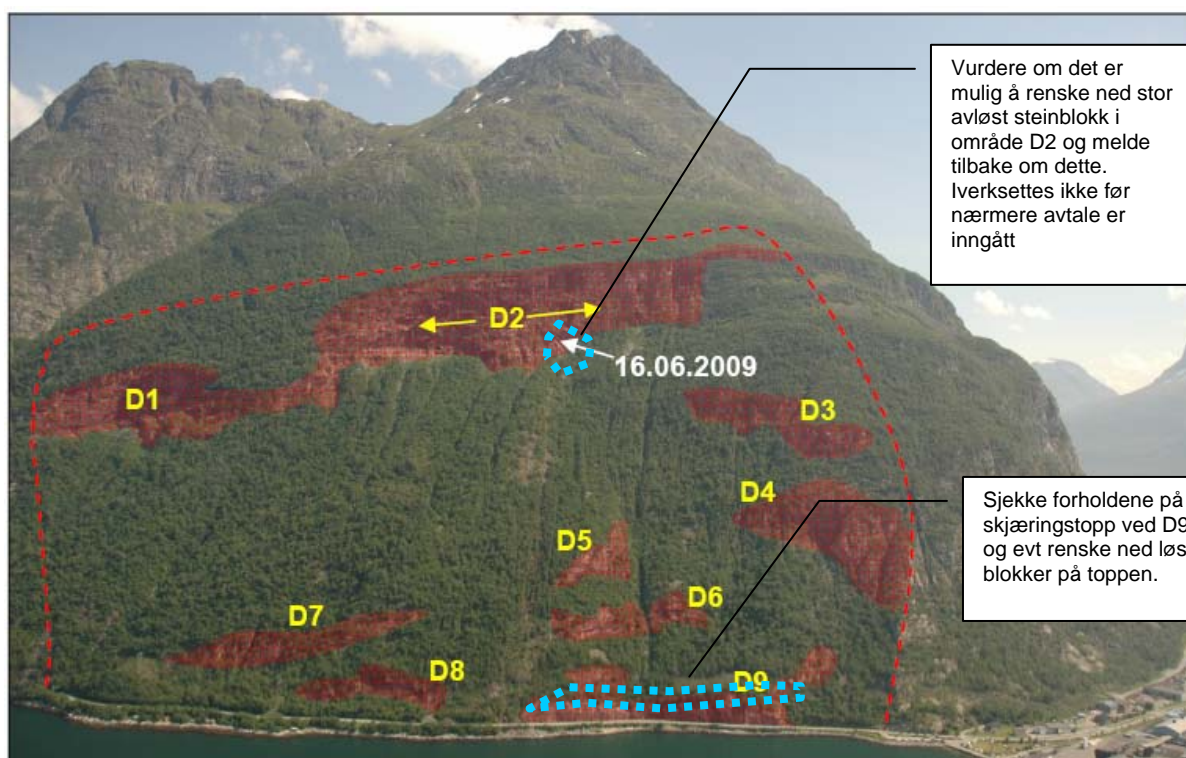 Vurdere om det er
mulig å renske ned stor
avløst steinblokk i
område D2 og melde
tilbake om dette.
Iverksettes ikke før
nærmere avtale er
inngått
D2
16.06.2009
D1
D3
Sjekke forholdene på
skjæringstopp ved D9
og evt renske ned løs
blokker på toppen.
D4
D5
D6
D7
D8
D9